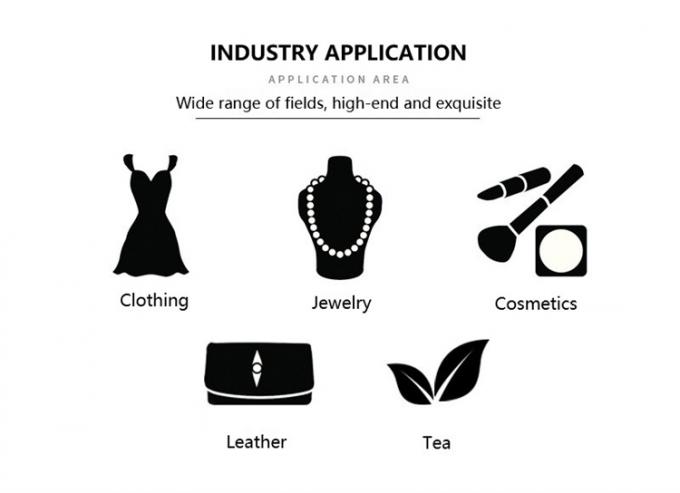 INDUSTRY APPLICATION
APPLICATION AREA
Wide range of fields, high-end and exquisite
Clothing
Jewelry
Cosmetics
Leather
Tea